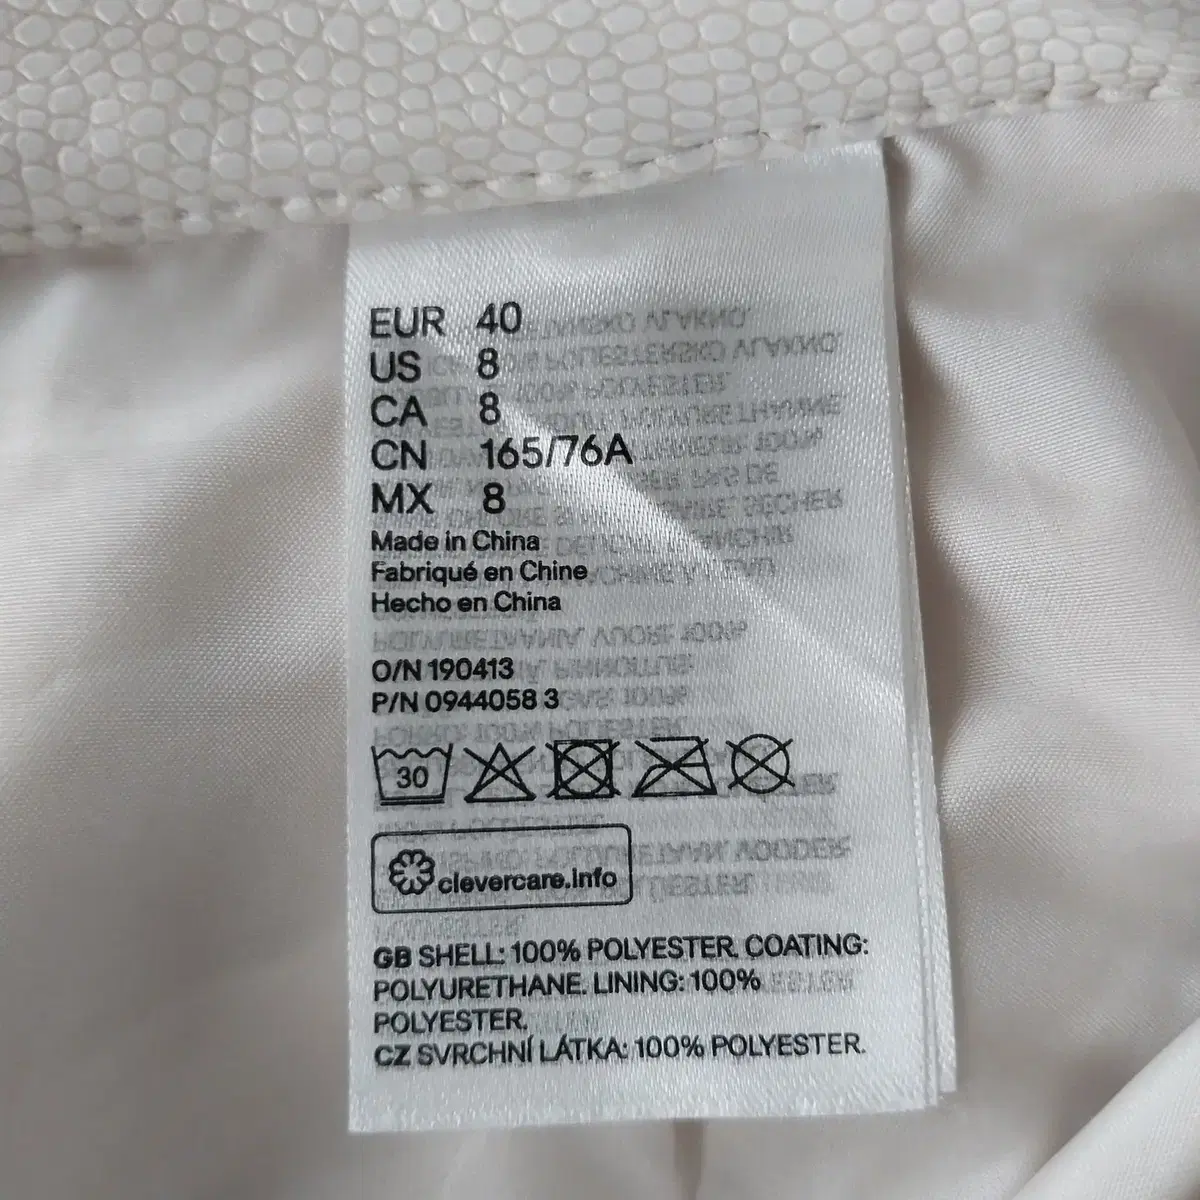 EUR 40
US 8
CA 8
CN 165/76A
MX 8
Made in China
Fabriqué en Chine
Hecho en China
O/N 190413
P/N 0944058 3
30
clevercare.info
GB SHELL: 100% POLYESTER. COATING:
POLYURETHANE. LINING: 100%
POLYESTER.
CZ SVRCHNÍ LÁTKA: 100% POLYESTER.